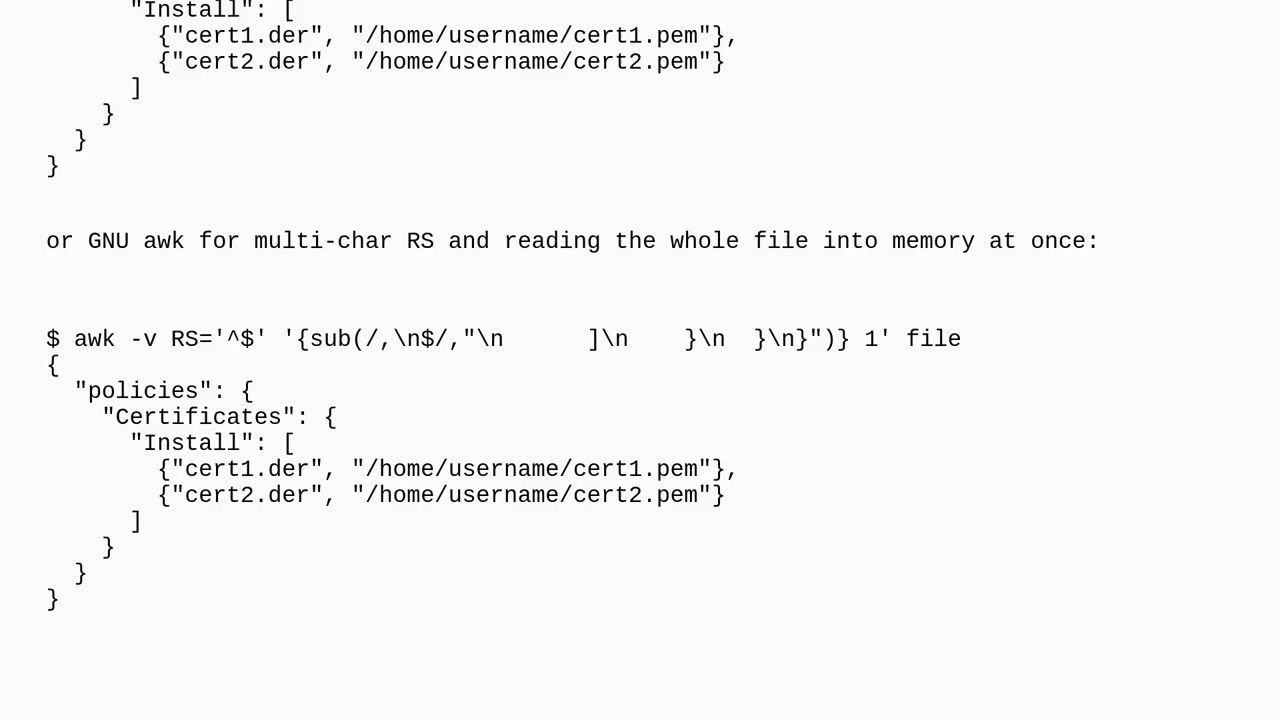 "Install": [
        {"cert1.der", "/home/username/cert1.pem"},
        {"cert2.der", "/home/username/cert2.pem"}
      ]
    }
  }
}
or GNU awk for multi-char RS and reading the whole file into memory at once:
$ awk -v RS='^$' '{sub(/,\n$/,"\n      ]\n    }\n  }\n}")} 1' file
{
  "policies": {
    "Certificates": {
      "Install": [
        {"cert1.der", "/home/username/cert1.pem"},
        {"cert2.der", "/home/username/cert2.pem"}
      ]
    }
  }
}